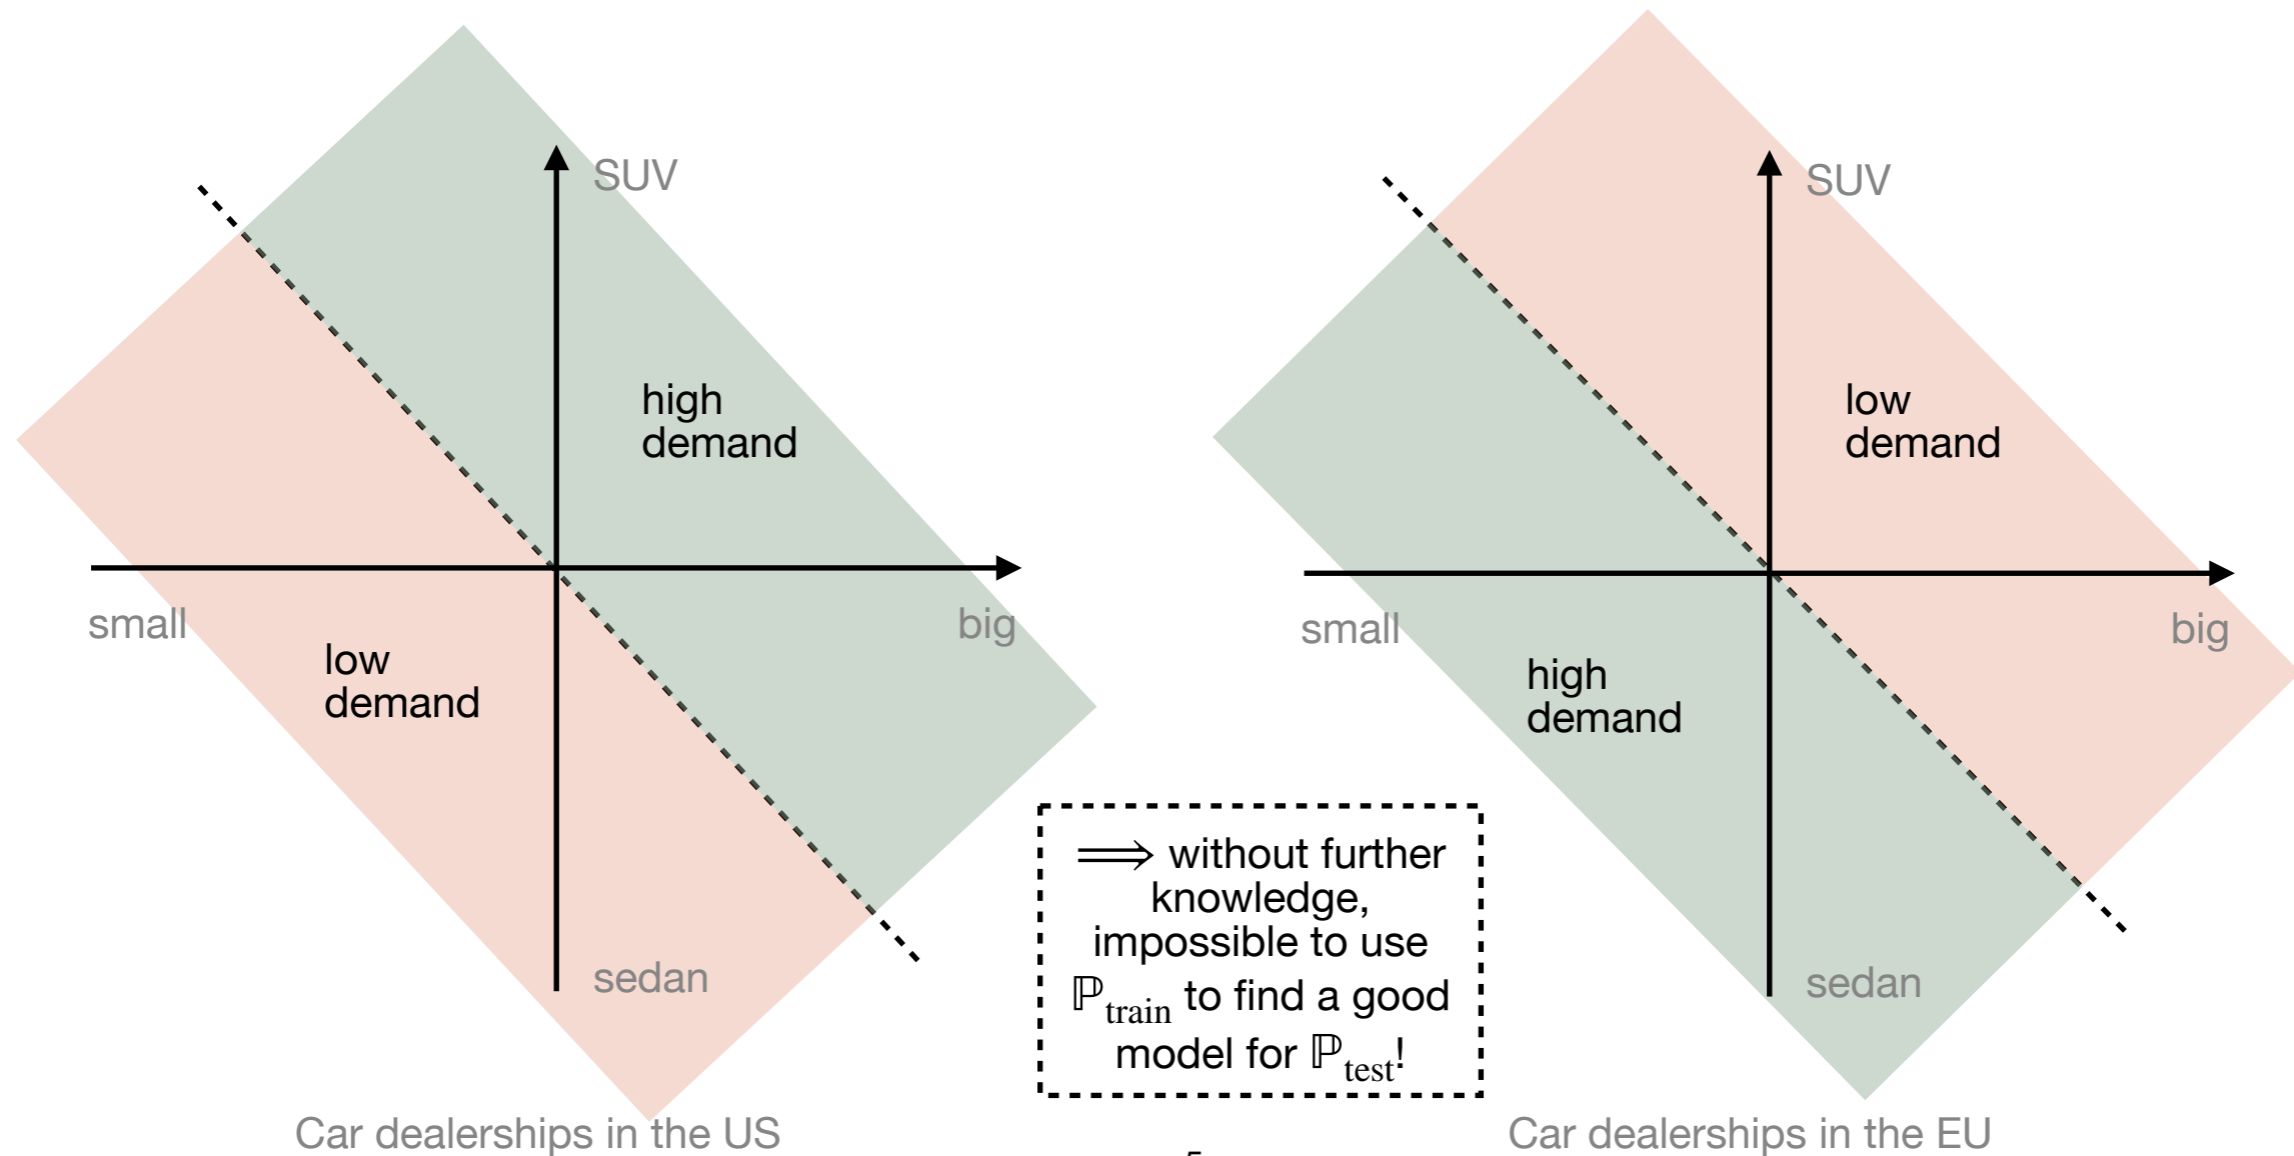 SUV
high
demand
small
big
low
demand
sedan
Car dealerships in the US
SUV
low
demand
small
big
high
demand
sedan
Car dealerships in the EU
⟹ without further
knowledge,
impossible to use
ℙtrain to find a good
model for ℙtest!
5